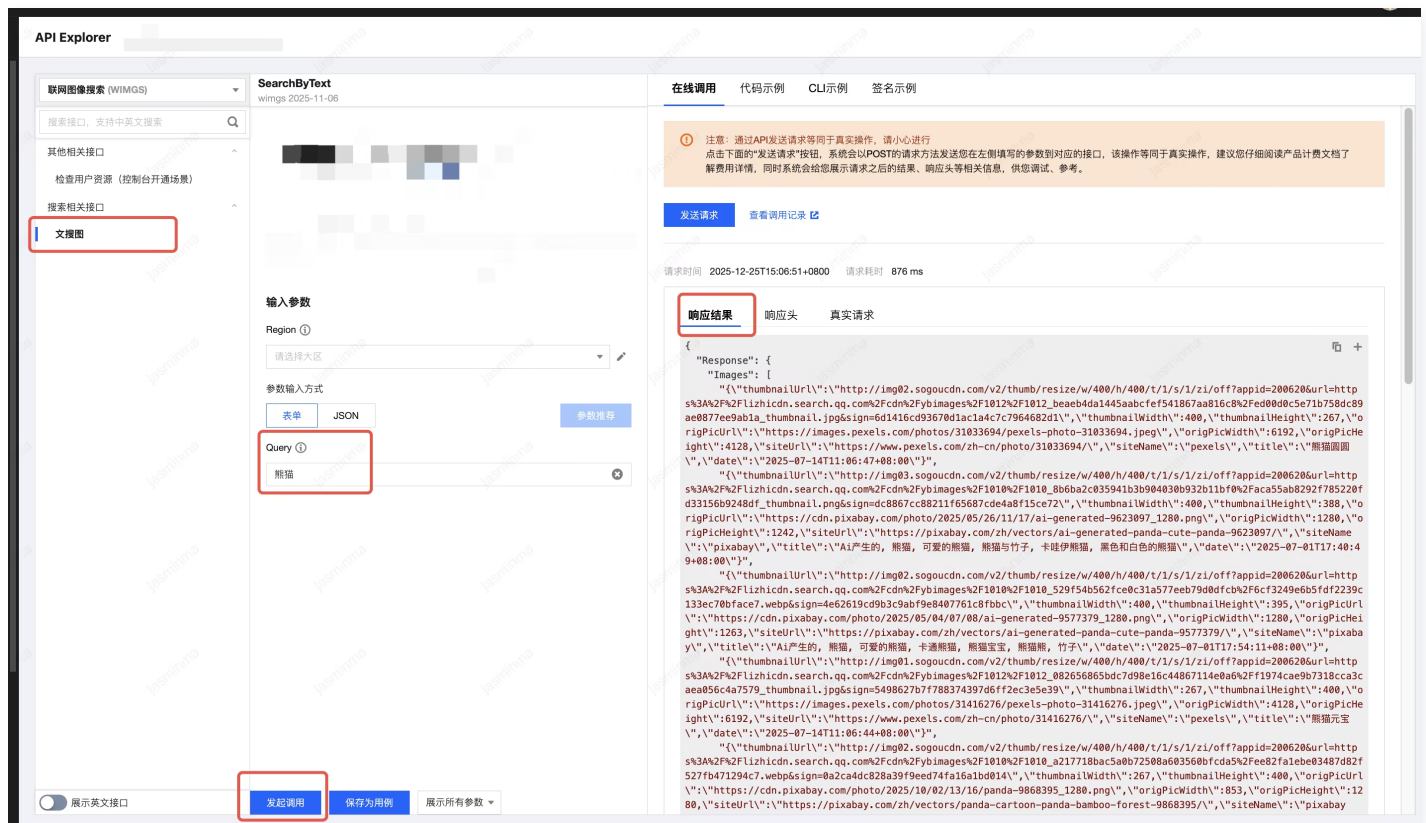 API Explorer
联网图像搜索 (WIMGS)
搜索接口，支持中英文搜索
其他相关接口
检查用户资源（控制台开通场景）
搜索相关接口
文搜图
展示英文接口
SearchByText
wimgs 2025-11-06
输入参数
Region
请选择大区
参数输入方式
表单 JSON 参数推荐
Query
熊猫
发起调用 保存为用例 展示所有参数
在线调用 代码示例 CLI示例 签名示例
注意：通过API发送请求等同于真实操作，请小心进行
点击下面的“发送请求”按钮，系统会以POST的请求方法发送您在左侧填写的参数到对应的接口，该操作等同于真实操作，建议您仔细阅读产品计费文档了
解费用详情，同时系统会给您展示请求之后的结果、响应头等相关信息，供您调试、参考。
发送请求 查看调用记录
请求时间 2025-12-25T15:06:51+0800 请求耗时 876 ms
响应结果 响应头 真实请求
{
"Response": {
"Images": [
"{\"thumbnailUrl\":\"http://img02.sogoucdn.com/v2/thumb/resize/w/400/h/400/t/1/s/1/zi/off?appid=200620&url=http
s%3A%2F%2Flizhicdn.search.qq.com%2Fcdn%2Fybimages%2F1012%2F1012_beaeb4da1445aabcfef541867aa816c8%2Fed00d0c5e71b758dc89
ae0877ee9ab1a_thumbnail.jpg&sign=6d1416cd93670d1ac1a4c7c7964682d1\",\"thumbnailWidth\":400,\"thumbnailHeight\":267,\"o
rigPicUrl\":\"https://images.pexels.com/photos/31033694/pexels-photo-31033694.jpeg\",\"origPicWidth\":6192,\"origPicHe
ight\":4128,\"siteUrl\":\"https://www.pexels.com/zh-cn/photo/31033694/\",\"siteName\":\"pexels\",\"title\":\"熊猫圆圆
\",\"date\":\"2025-07-14T11:06:47+08:00\"}",
"{\"thumbnailUrl\":\"http://img03.sogoucdn.com/v2/thumb/resize/w/400/h/400/t/1/s/1/zi/off?appid=200620&url=http
s%3A%2F%2Flizhicdn.search.qq.com%2Fcdn%2Fybimages%2F1010%2F1010_8b6ba2c035941b3b904030b932b11bf0%2Faca55ab8292f785220f
d33156b9248df_thumbnail.png&sign=dc8867cc88211f65687cde4a8f15ce72\",\"thumbnailWidth\":400,\"thumbnailHeight\":388,\"o
rigPicUrl\":\"https://cdn.pixabay.com/photo/2025/05/26/11/17/ai-generated-9623097_1280.png\",\"origPicWidth\":1280,\"o
rigPicHeight\":1242,\"siteUrl\":\"https://pixabay.com/zh/vectors/ai-generated-panda-cute-panda-9623097/\",\"siteName
\":\"pixabay\",\"title\":\"Ai产生的, 熊猫, 可爱的熊猫, 熊猫与竹子, 卡哇伊熊猫, 黑色和白色的熊猫\",\"date\":\"2025-07-01T17:40:4
9+08:00\"}",
"{\"thumbnailUrl\":\"http://img02.sogoucdn.com/v2/thumb/resize/w/400/h/400/t/1/s/1/zi/off?appid=200620&url=http
s%3A%2F%2Flizhicdn.search.qq.com%2Fcdn%2Fybimages%2F1010%2F1010_529f54b562fce0c31a577eeb79d0dfcb%2F6cf3249e6b5fdf2239c
133ec70bface7.webp&sign=4e62619cd9b3c9abf9e8407761c8fbbc\",\"thumbnailWidth\":400,\"thumbnailHeight\":395,\"origPicUrl
\":\"https://cdn.pixabay.com/photo/2025/05/04/07/08/ai-generated-9577379_1280.png\",\"origPicWidth\":1280,\"origPicHei
ght\":1263,\"siteUrl\":\"https://pixabay.com/zh/vectors/ai-generated-panda-cute-panda-9577379/\",\"siteName\":\"pixaba
y\",\"title\":\"Ai产生的, 熊猫, 可爱的熊猫, 卡通熊猫, 熊猫宝宝, 熊猫熊, 竹子\",\"date\":\"2025-07-01T17:54:11+08:00\"}",
"{\"thumbnailUrl\":\"http://img01.sogoucdn.com/v2/thumb/resize/w/400/h/400/t/1/s/1/zi/off?appid=200620&url=http
s%3A%2F%2Flizhicdn.search.qq.com%2Fcdn%2Fybimages%2F1012%2F1012_082656865bdc7d98e16c44867114e0a6%2Ff1974cae9b7318cca3c
aea056c4a7579_thumbnail.jpg&sign=5498627b7f788374397d6ff2ec3e5e39\",\"thumbnailWidth\":267,\"thumbnailHeight\":400,\"o
rigPicUrl\":\"https://images.pexels.com/photos/31416276/pexels-photo-31416276.jpeg\",\"origPicWidth\":4128,\"origPicHe
ight\":6192,\"siteUrl\":\"https://www.pexels.com/zh-cn/photo/31416276/\",\"siteName\":\"pexels\",\"title\":\"熊猫元宝
\",\"date\":\"2025-07-14T11:06:44+08:00\"}",
"{\"thumbnailUrl\":\"http://img02.sogoucdn.com/v2/thumb/resize/w/400/h/400/t/1/s/1/zi/off?appid=200620&url=http
s%3A%2F%2Flizhicdn.search.qq.com%2Fcdn%2Fybimages%2F1010%2F1010_a217718bac5a0b72508a603560bfcda5%2Fee82fa1ebe03487d82f
527fb471294c7.webp&sign=0a2ca4dc828a39f9eed74fa16a1bd014\",\"thumbnailWidth\":267,\"thumbnailHeight\":400,\"origPicUrl
\":\"https://cdn.pixabay.com/photo/2025/10/02/13/16/panda-9868395_1280.png\",\"origPicWidth\":853,\"origPicHeight\":12
80,\"siteUrl\":\"https://pixabay.com/zh/vectors/panda-cartoon-panda-bamboo-forest-9868395/\",\"siteName\":\"pixabay